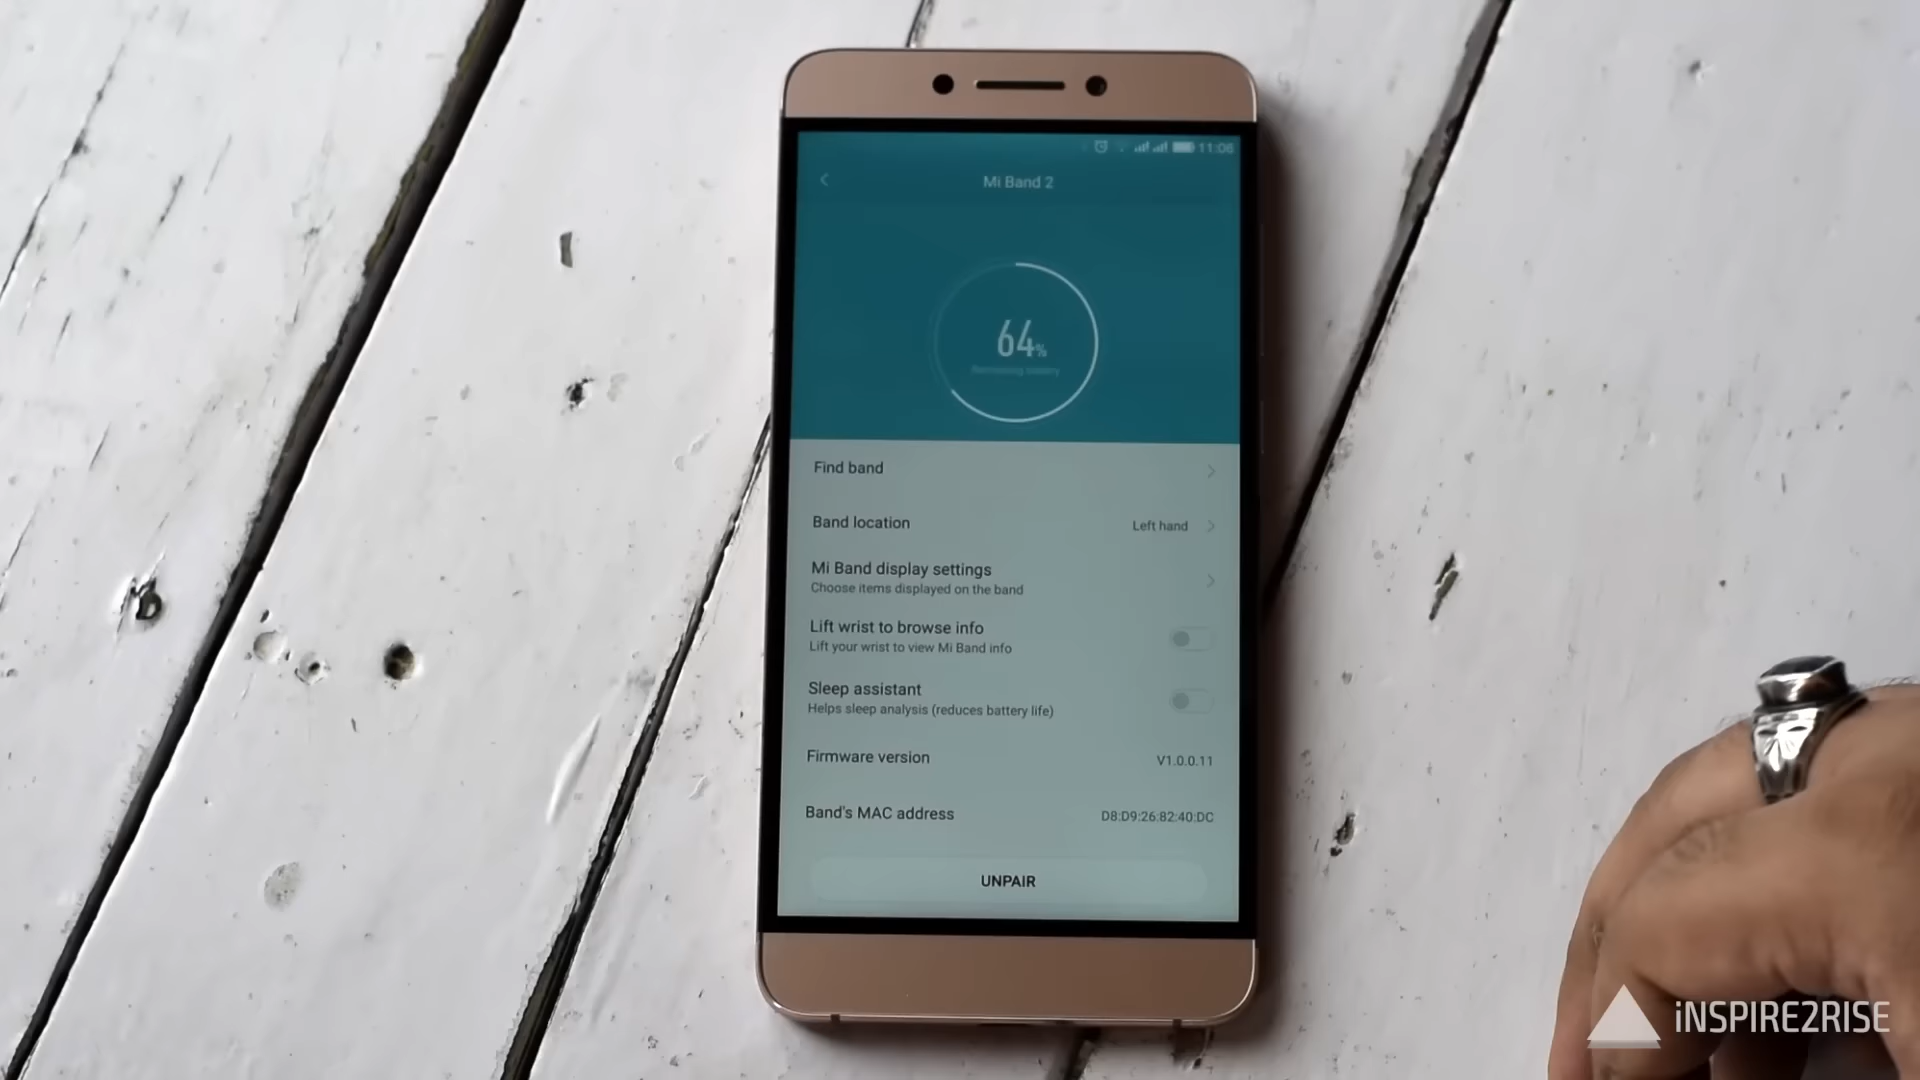 11:06
Mi Band 2
64%
Remaining battery
Find band
Band location Left hand
Mi Band display settings
Choose items displayed on the band
Lift wrist to browse info
Lift your wrist to view Mi Band info
Sleep assistant
Helps sleep analysis (reduces battery life)
Firmware version V1.0.0.11
Band's MAC address D8:D9:26:82:40:DC
UNPAIR
iNSPIRE2RISE